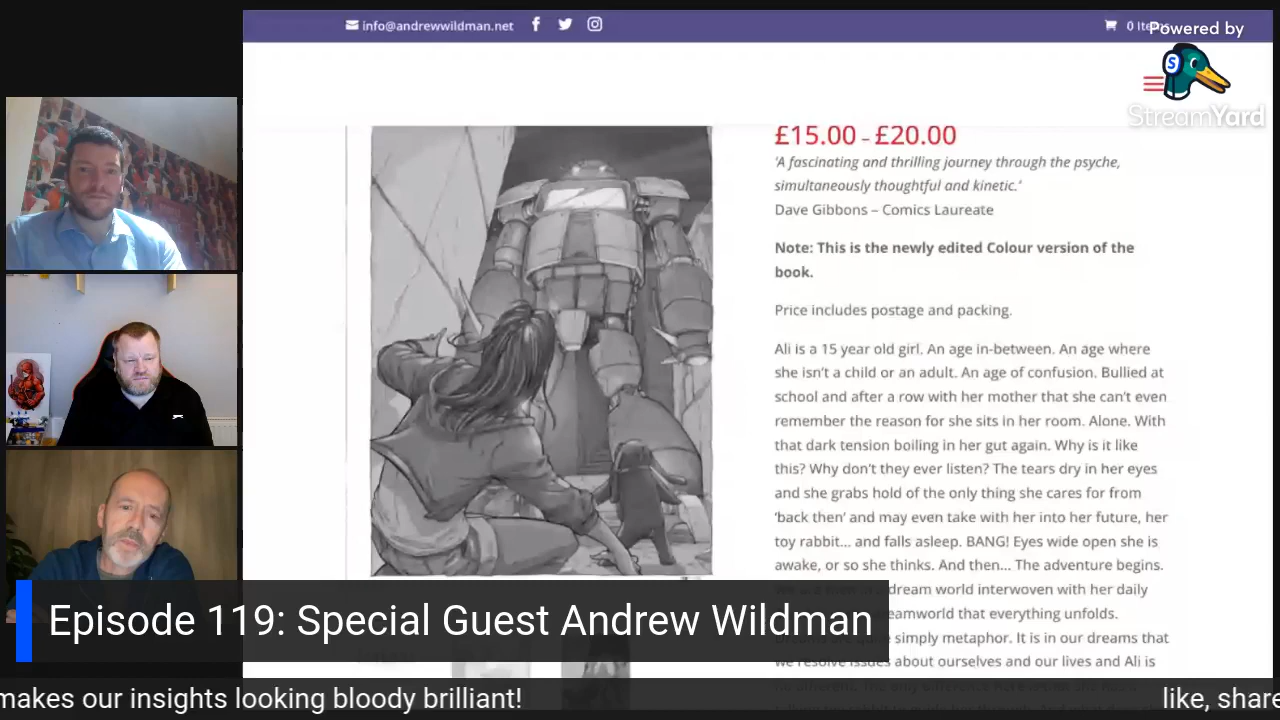 info@andrewwildman.net
0 Items
Powered by
StreamYard
£15.00 – £20.00
'A fascinating and thrilling journey through the psyche,
simultaneously thoughtful and kinetic.'
Dave Gibbons – Comics Laureate
Note: This is the newly edited Colour version of the
book.
Price includes postage and packing.
Ali is a 15 year old girl. An age in-between. An age where
she isn't a child or an adult. An age of confusion. Bullied at
school and after a row with her mother that she can't even
remember the reason for she sits in her room. Alone. With
that dark tension boiling in her gut again. Why is it like
this? Why don't they ever listen? The tears dry in her eyes
and she grabs hold of the only thing she cares for from
'back then' and may even take with her into her future, her
toy rabbit... and falls asleep. BANG! Eyes wide open she is
awake, or so she thinks. And then... The adventure begins.
dream world interwoven with her daily
that everything unfolds.
simply metaphor. It is in our dreams that
we resolve issues about ourselves and our lives and Ali is
Episode 119: Special Guest Andrew Wildman
makes our insights looking bloody brilliant!
like, share